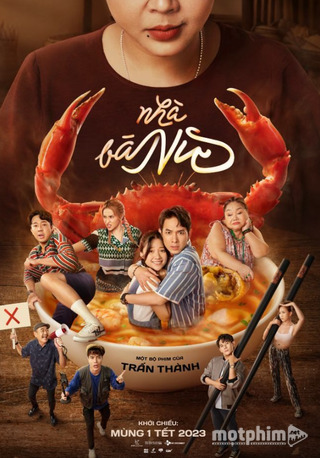 nhà
bà Nữ
MỘT BỘ PHIM CỦA
TRẤN THÀNH
KHỞI CHIẾU:
MÙNG 1 TẾT 2023
motphim
X